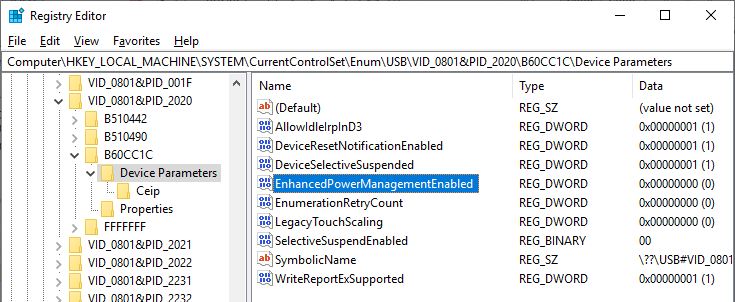 Registry Editor
File Edit View Favorites Help
Computer\HKEY_LOCAL_MACHINE\SYSTEM\CurrentControlSet\Enum\USB\VID_0801&PID_2020\B60CC1C\Device Parameters
VID_0801&PID_001F
VID_0801&PID_2020
B510442
B510490
B60CC1C
Device Parameters
Ceip
Properties
FFFFFFF
VID_0801&PID_2021
VID_0801&PID_2022
VID_0801&PID_2231
VID_0801&PID_2232
Name Type Data
(Default) REG_SZ (value not set)
AllowIdleIrpInD3 REG_DWORD 0x00000001 (1)
DeviceResetNotificationEnabled REG_DWORD 0x00000001 (1)
DeviceSelectiveSuspended REG_DWORD 0x00000001 (1)
EnhancedPowerManagementEnabled REG_DWORD 0x00000000 (0)
EnumerationRetryCount REG_DWORD 0x00000000 (0)
LegacyTouchScaling REG_DWORD 0x00000000 (0)
SelectiveSuspendEnabled REG_BINARY 00
SymbolicName REG_SZ \??\USB#VID_0801
WriteReportExSupported REG_DWORD 0x00000001 (1)